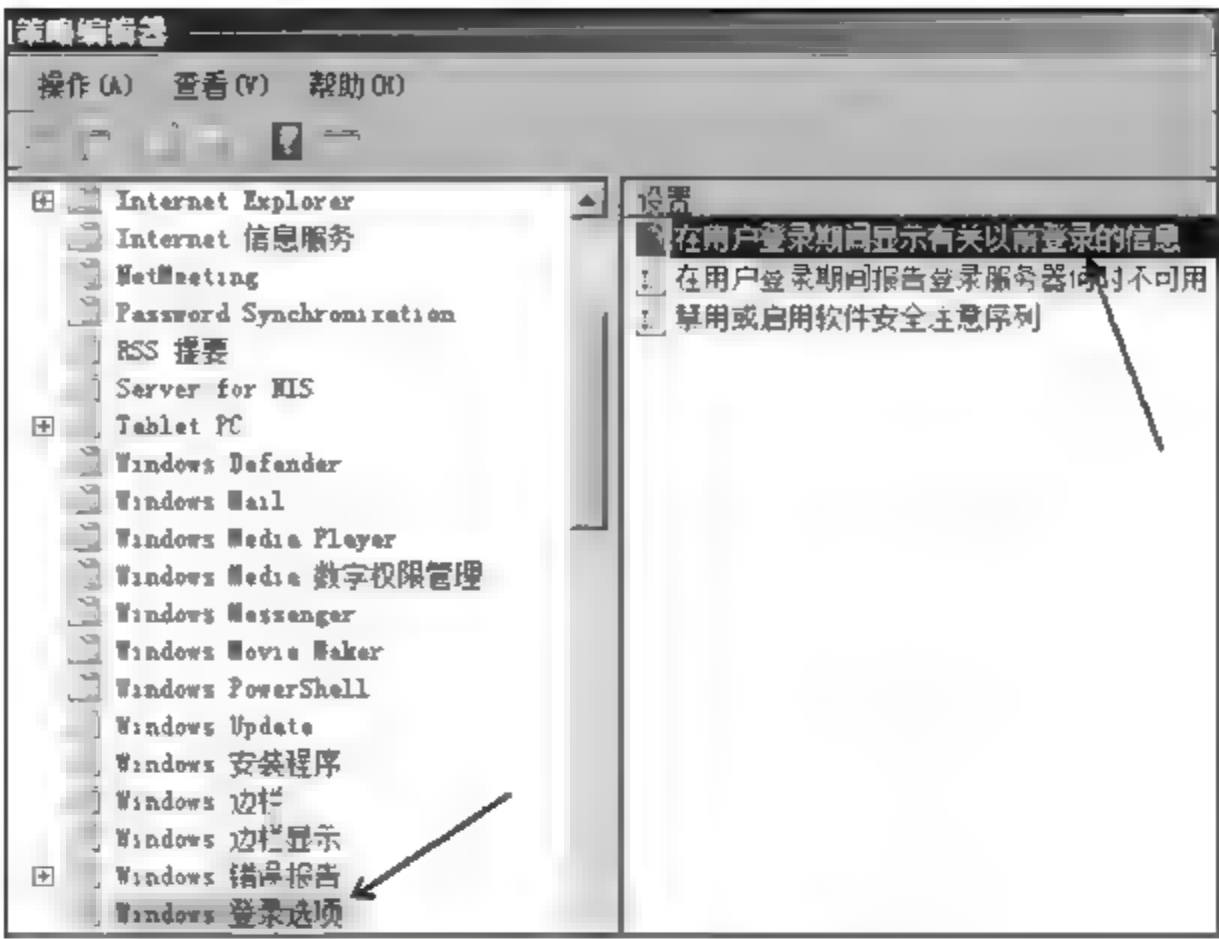 策略编辑器
操作(A) 查看(V) 帮助(H)
Internet Explorer
Internet 信息服务
NetMeeting
Password Synchronization
RSS 提要
Server for NIS
Tablet PC
Windows Defender
Windows Mail
Windows Media Player
Windows Media 数字权限管理
Windows Messenger
Windows Movie Maker
Windows PowerShell
Windows Update
Windows 安装程序
Windows 边栏
Windows 边栏显示
Windows 错误报告
Windows 登录选项
设置
在用户登录期间显示有关以前登录的信息
在用户登录期间报告登录服务器何时不可用
禁用或启用软件安全注意序列